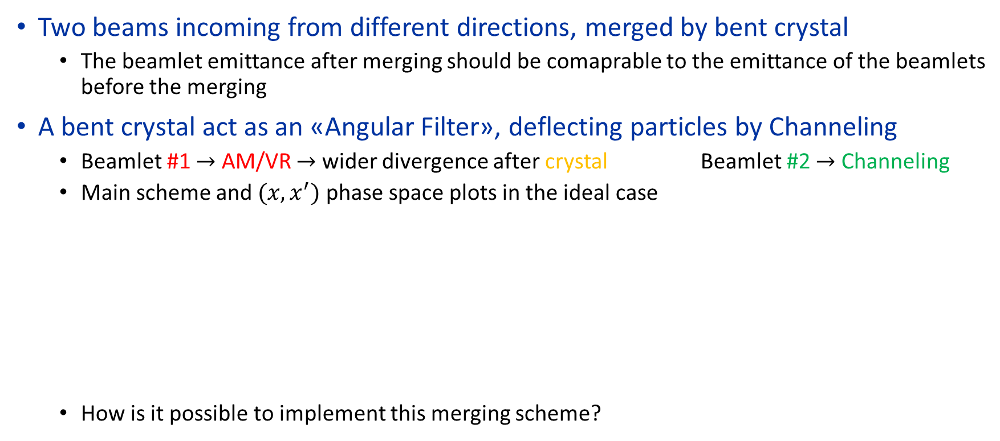 • Two beams incoming from different directions, merged by bent crystal
• The beamlet emittance after merging should be comaprable to the emittance of the beamlets
before the merging
• A bent crystal act as an «Angular Filter», deflecting particles by Channeling
• Beamlet #1 → AM/VR → wider divergence after crystal Beamlet #2 → Channeling
• Main scheme and (x, x′) phase space plots in the ideal case
• How is it possible to implement this merging scheme?